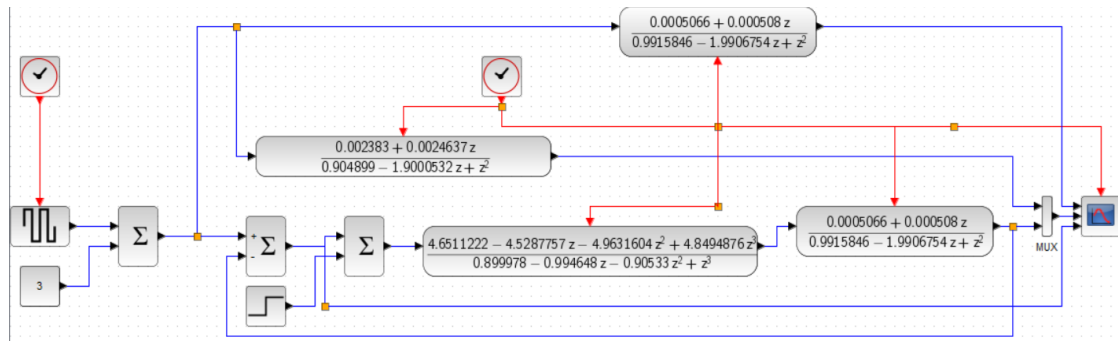 0.0005066 + 0.000508 z
0.9915846 − 1.9906754 z + z²
0.002383 + 0.0024637 z
0.904899 − 1.9000532 z + z²
Σ
+
-
Σ
Σ
4.6511222 − 4.5287757 z − 4.9631604 z² + 4.8494876 z³
0.899978 − 0.994648 z − 0.90533 z² + z³
0.0005066 + 0.000508 z
0.9915846 − 1.9906754 z + z²
MUX
3